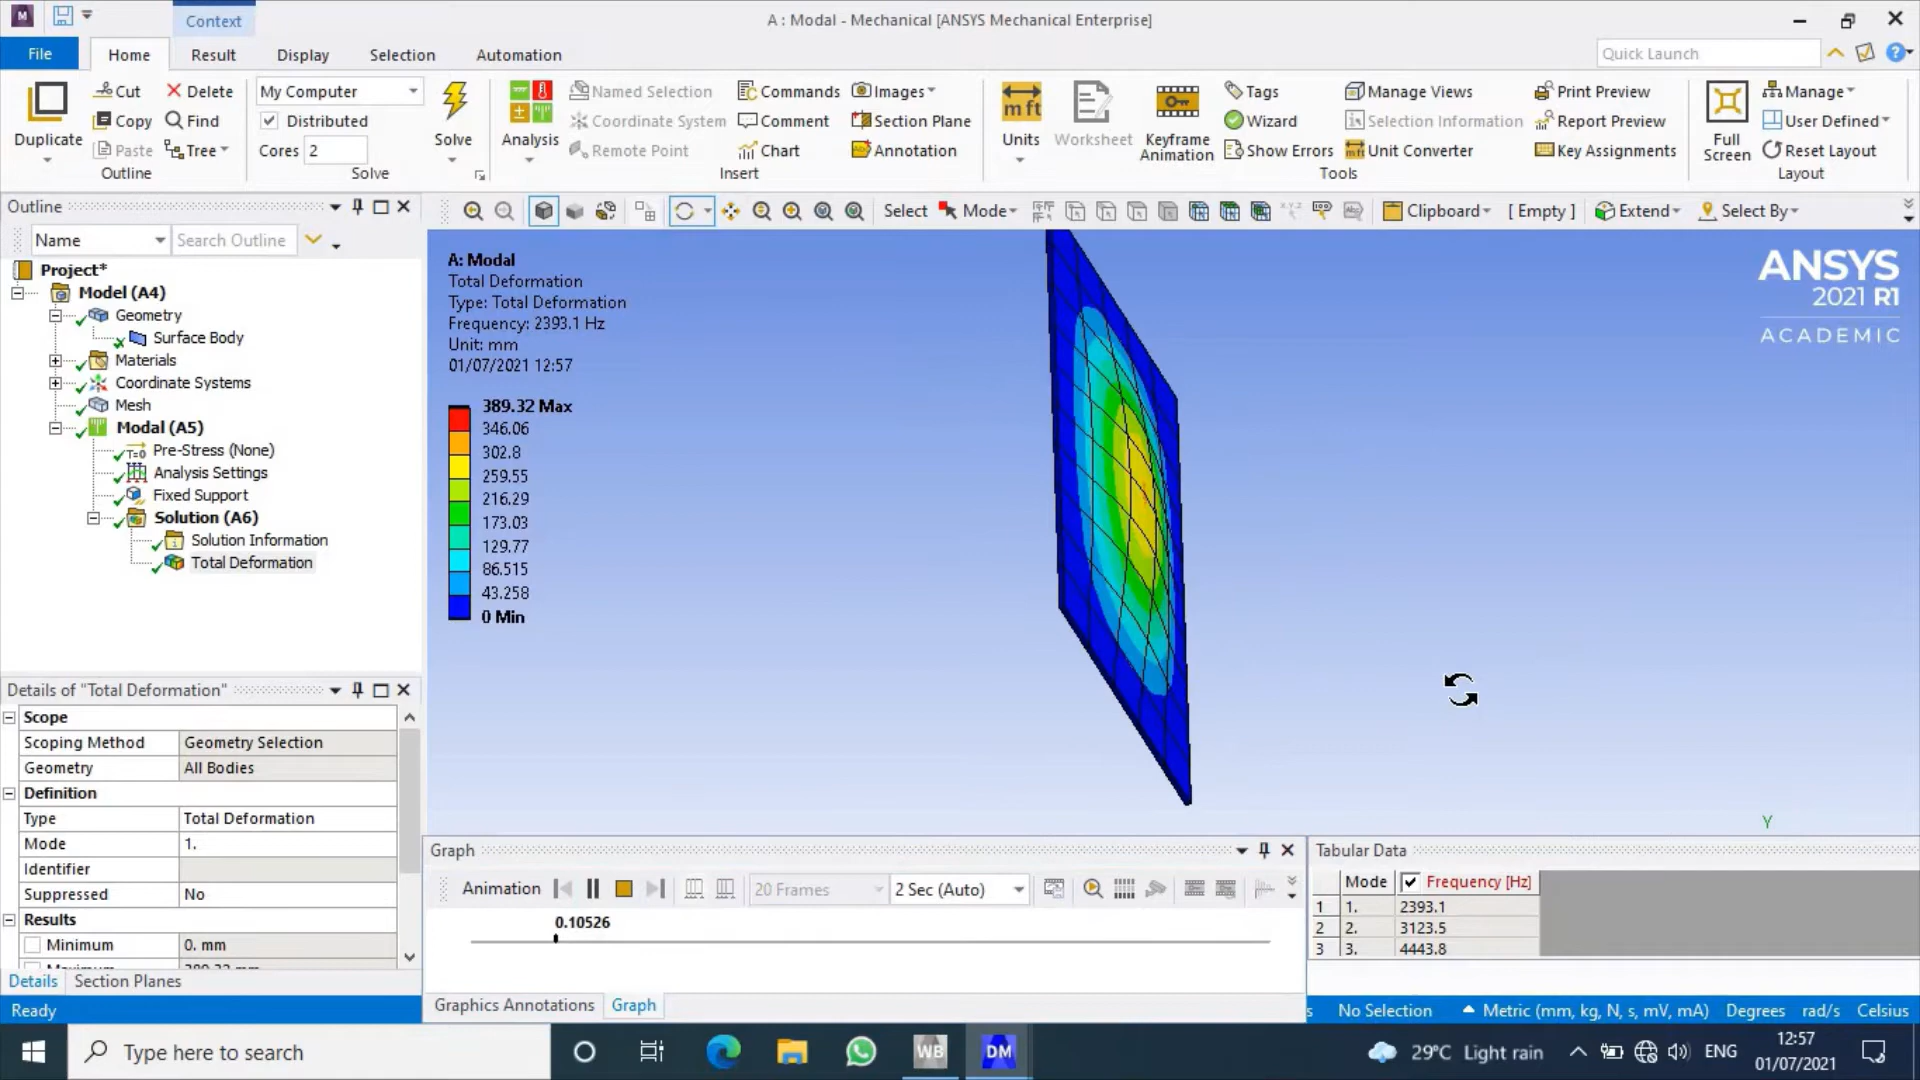 M
Context
A : Modal - Mechanical [ANSYS Mechanical Enterprise]
File
Home
Result
Display
Selection
Automation
Quick Launch
Duplicate
Cut
Delete
Copy
Find
Paste
Tree
Outline
My Computer
Distributed
Cores 2
Solve
Solve
Analysis
Named Selection
Coordinate System
Remote Point
Commands
Comment
Chart
Images
Section Plane
Annotation
Insert
Units
Worksheet
Keyframe
Animation
Tags
Wizard
Show Errors
Manage Views
Selection Information
Unit Converter
Print Preview
Report Preview
Key Assignments
Tools
Full
Screen
Manage
User Defined
Reset Layout
Layout
Outline
Select
Mode
Clipboard
[ Empty ]
Extend
Select By
Name
Search Outline
Project*
Model (A4)
Geometry
Surface Body
Materials
Coordinate Systems
Mesh
Modal (A5)
Pre-Stress (None)
Analysis Settings
Fixed Support
Solution (A6)
Solution Information
Total Deformation
A: Modal
Total Deformation
Type: Total Deformation
Frequency: 2393.1 Hz
Unit: mm
01/07/2021 12:57
389.32 Max
346.06
302.8
259.55
216.29
173.03
129.77
86.515
43.258
0 Min
ANSYS
2021 R1
ACADEMIC
Y
Details of "Total Deformation"
Scope
Scoping Method Geometry Selection
Geometry All Bodies
Definition
Type Total Deformation
Mode 1.
Identifier
Suppressed No
Results
Minimum 0. mm
Details
Section Planes
Graph
Animation
20 Frames
2 Sec (Auto)
0.10526
Graphics Annotations
Graph
Tabular Data
Mode Frequency [Hz]
1 1. 2393.1
2 2. 3123.5
3 3. 4443.8
Ready
s
No Selection
Metric (mm, kg, N, s, mV, mA)
Degrees
rad/s
Celsius
Type here to search
WB
DM
29°C Light rain
ENG
12:57
01/07/2021